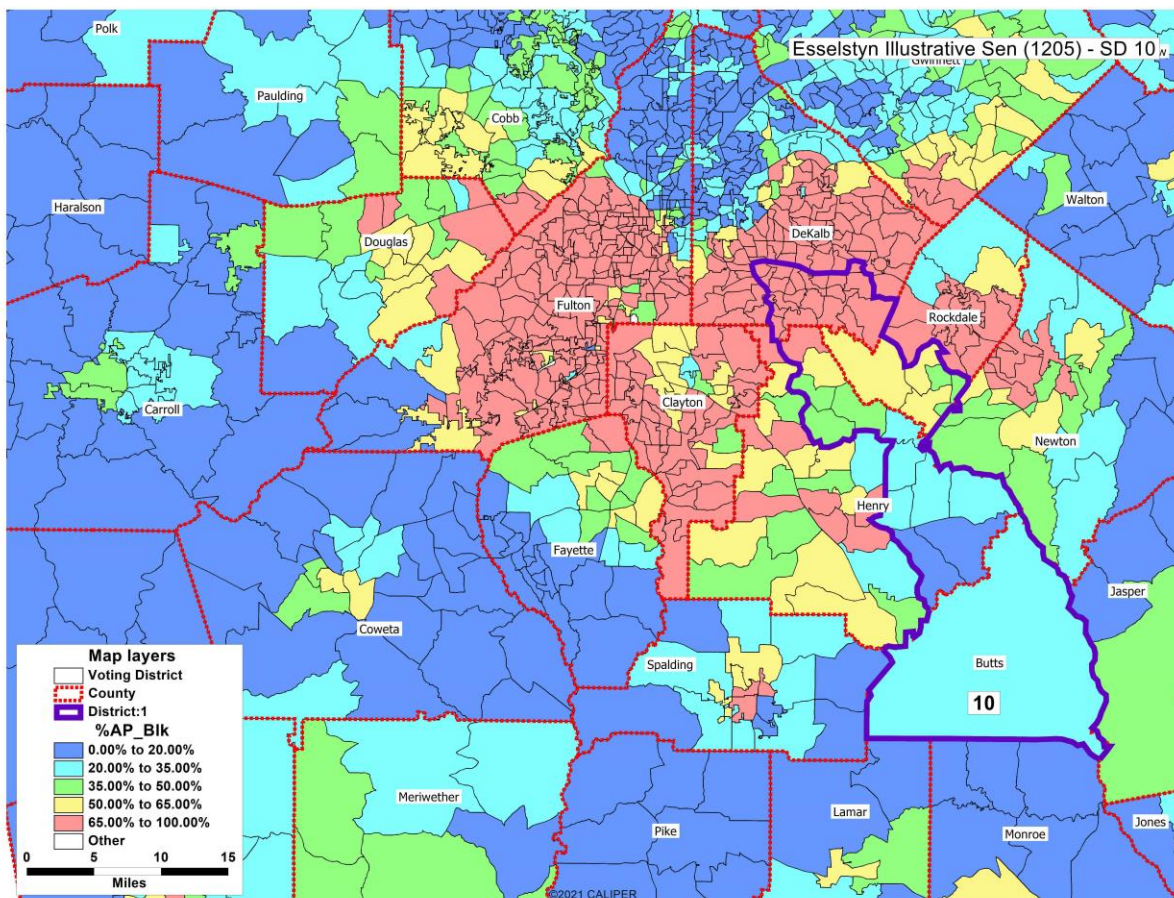 Polk
Esselstyn Illustrative Sen (1205) - SD 10
Gwinnett
Paulding
Cobb
Haralson
Walton
Douglas
DeKalb
Fulton
Rockdale
Carroll
Clayton
Newton
Henry
Fayette
Jasper
Coweta
Spalding
Butts
10
Map layers
Voting District
County
District:1
%AP_Blk
0.00% to 20.00%
20.00% to 35.00%
35.00% to 50.00%
50.00% to 65.00%
65.00% to 100.00%
Other
0 5 10 15
Miles
Meriwether
Pike
Lamar
Monroe
Jones
©2021 CALIPER